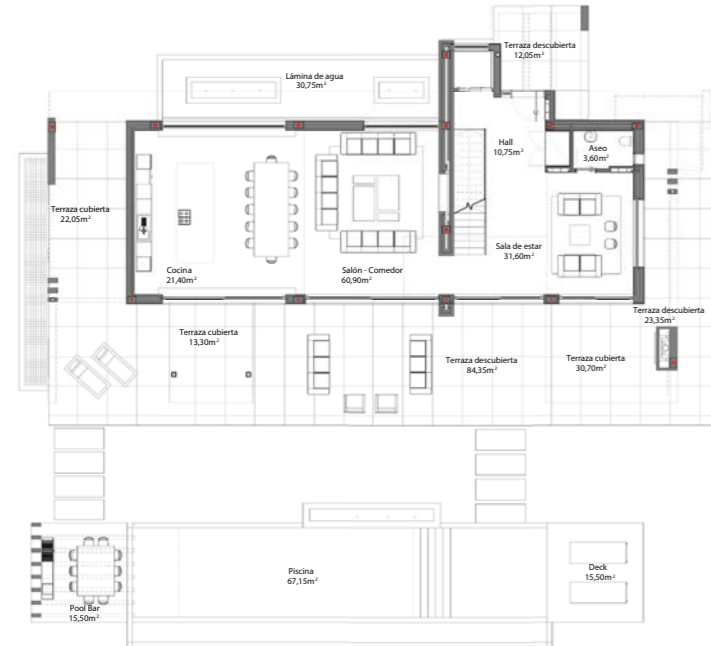 Terraza descubierta
12,05m²
Lámina de agua
30,75m²
Hall
10,75m²
Aseo
3,60m²
Terraza cubierta
22,05m²
Sala de estar
31,60m²
Cocina
21,40m²
Salón - Comedor
60,90m²
Terraza descubierta
23,35m²
Terraza cubierta
13,30m²
Terraza descubierta
84,35m²
Terraza cubierta
30,70m²
Piscina
67,15m²
Deck
15,50m²
Pool Bar
15,50m²